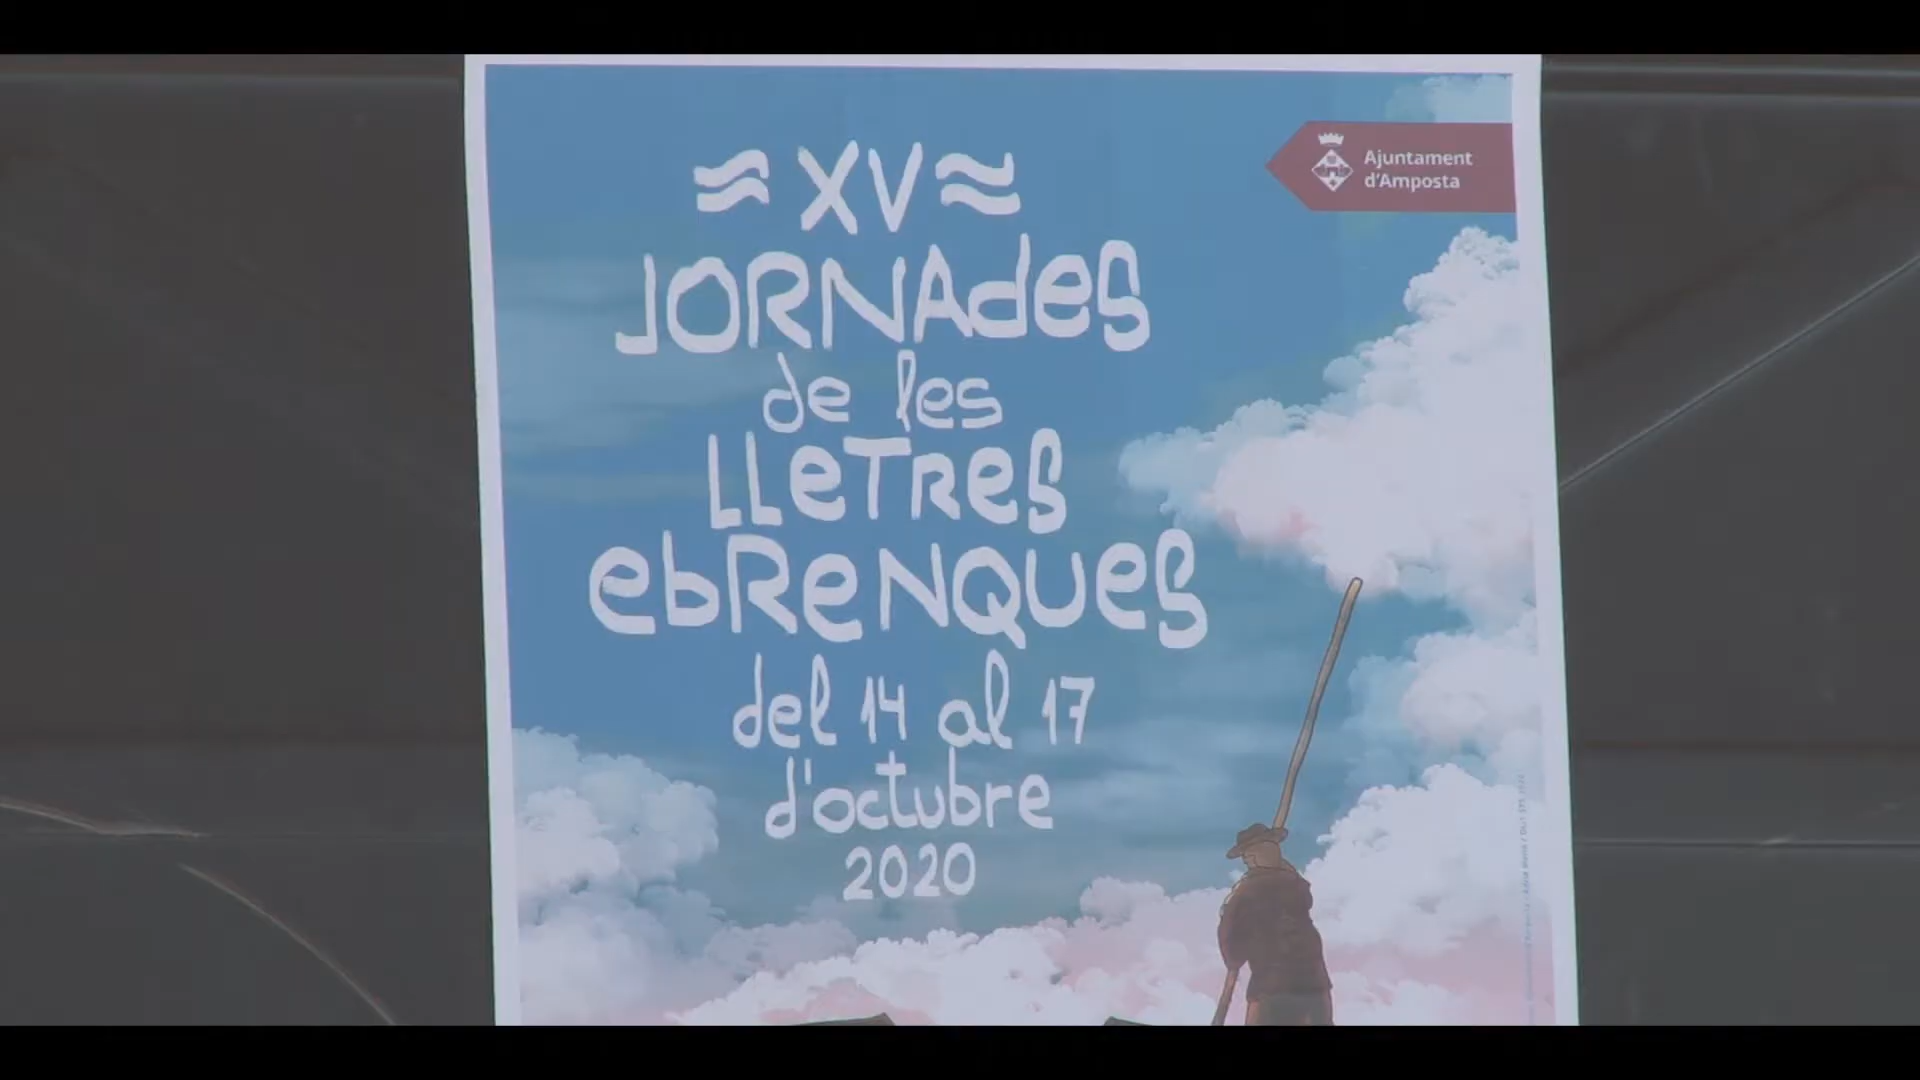 XV
JORNAdes
de les
LLeTRes
ebReNQUes
del 14 al 17
d'octubre
2020
Ajuntament
d'Amposta